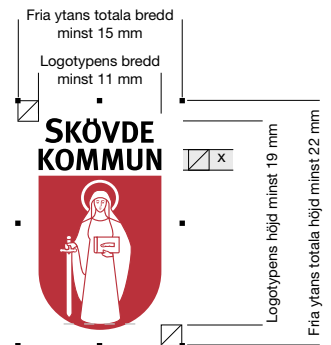 Fria ytans totala bredd
minst 15 mm
Logotypens bredd
minst 11 mm
SKÖVDE
KOMMUN
x
Logotypens höjd minst 19 mm
Fria ytans totala höjd minst 22 mm